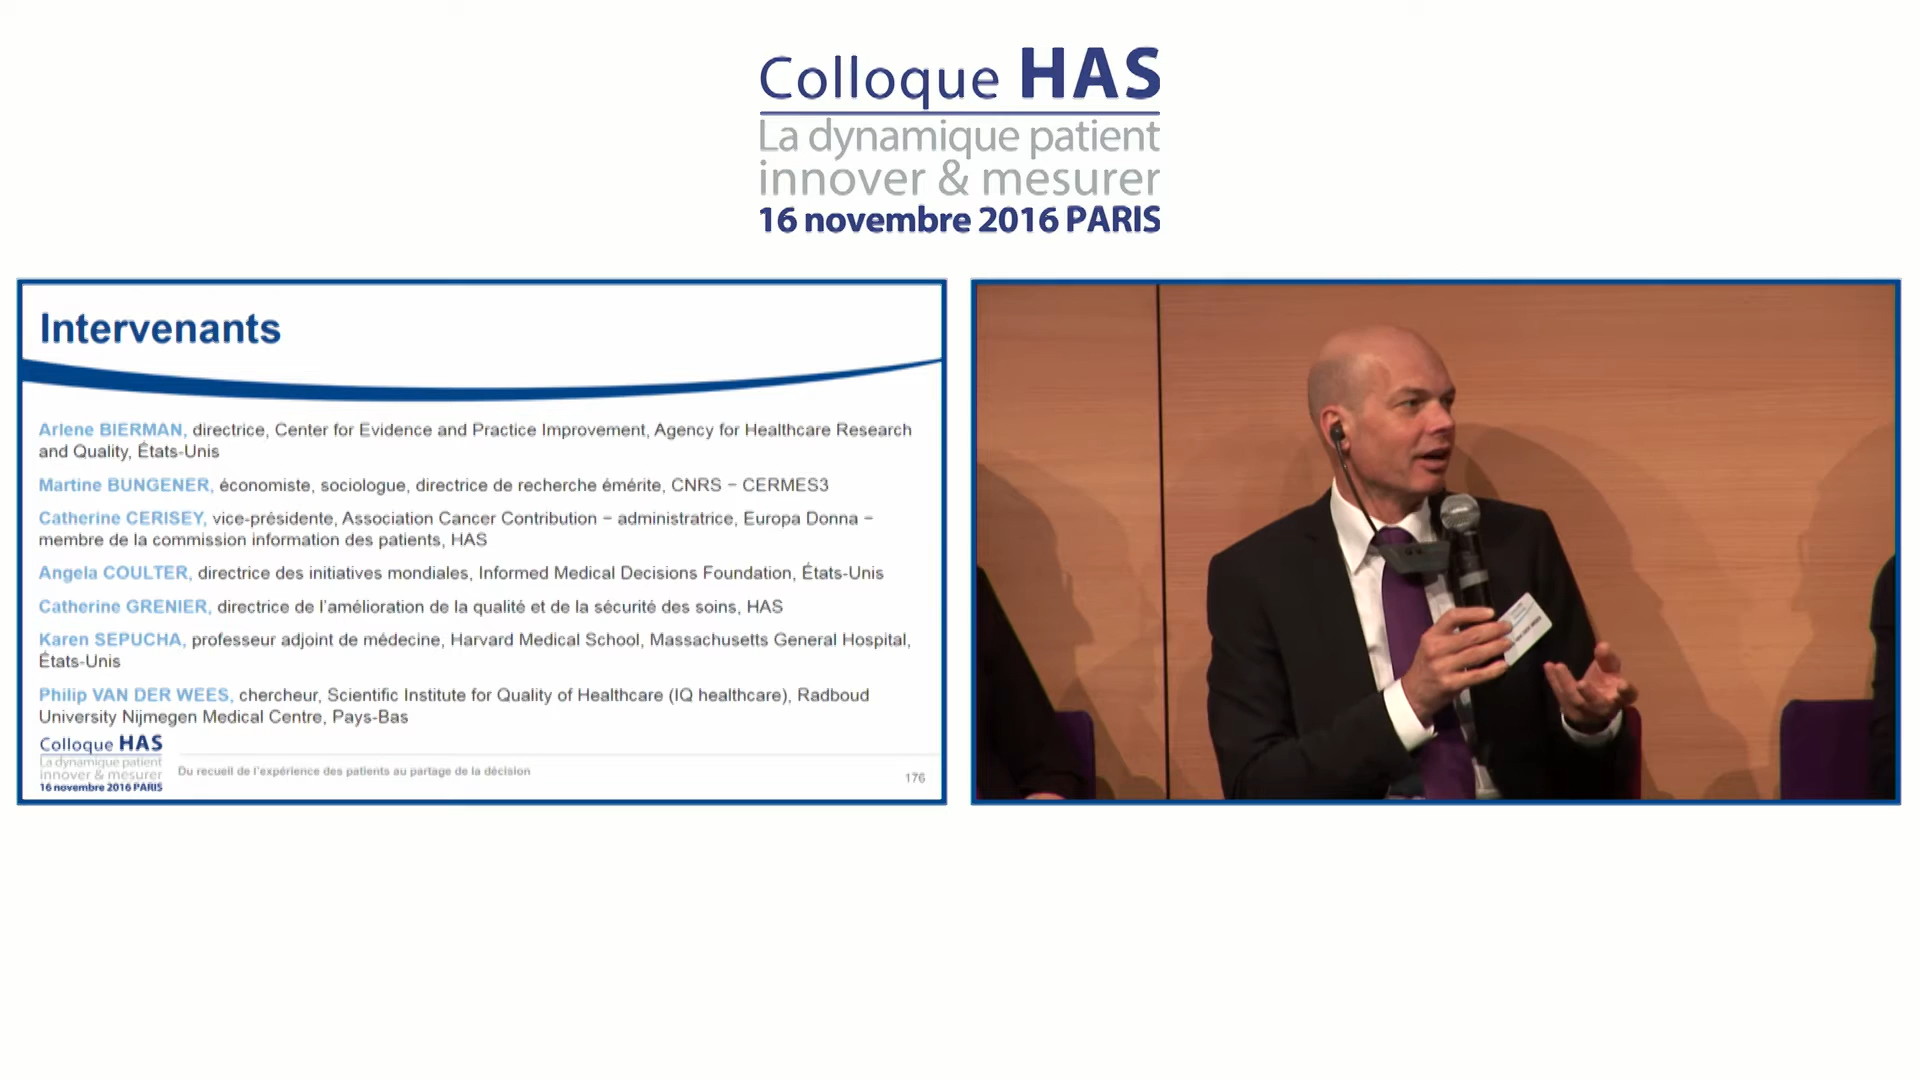 Colloque HAS
La dynamique patient
innover & mesurer
16 novembre 2016 PARIS
Intervenants
Arlene BIERMAN, directrice, Center for Evidence and Practice Improvement, Agency for Healthcare Research
and Quality, États-Unis
Martine BUNGENER, économiste, sociologue, directrice de recherche émérite, CNRS – CERMES3
Catherine CERISEY, vice-présidente, Association Cancer Contribution – administratrice, Europa Donna –
membre de la commission information des patients, HAS
Angela COULTER, directrice des initiatives mondiales, Informed Medical Decisions Foundation, États-Unis
Catherine GRENIER, directrice de l'amélioration de la qualité et de la sécurité des soins, HAS
Karen SEPUCHA, professeur adjoint de médecine, Harvard Medical School, Massachusetts General Hospital,
États-Unis
Philip VAN DER WEES, chercheur, Scientific Institute for Quality of Healthcare (IQ healthcare), Radboud
University Nijmegen Medical Centre, Pays-Bas
Colloque HAS
La dynamique patient
innover & mesurer
16 novembre 2016 PARIS
Du recueil de l'expérience des patients au partage de la décision
176